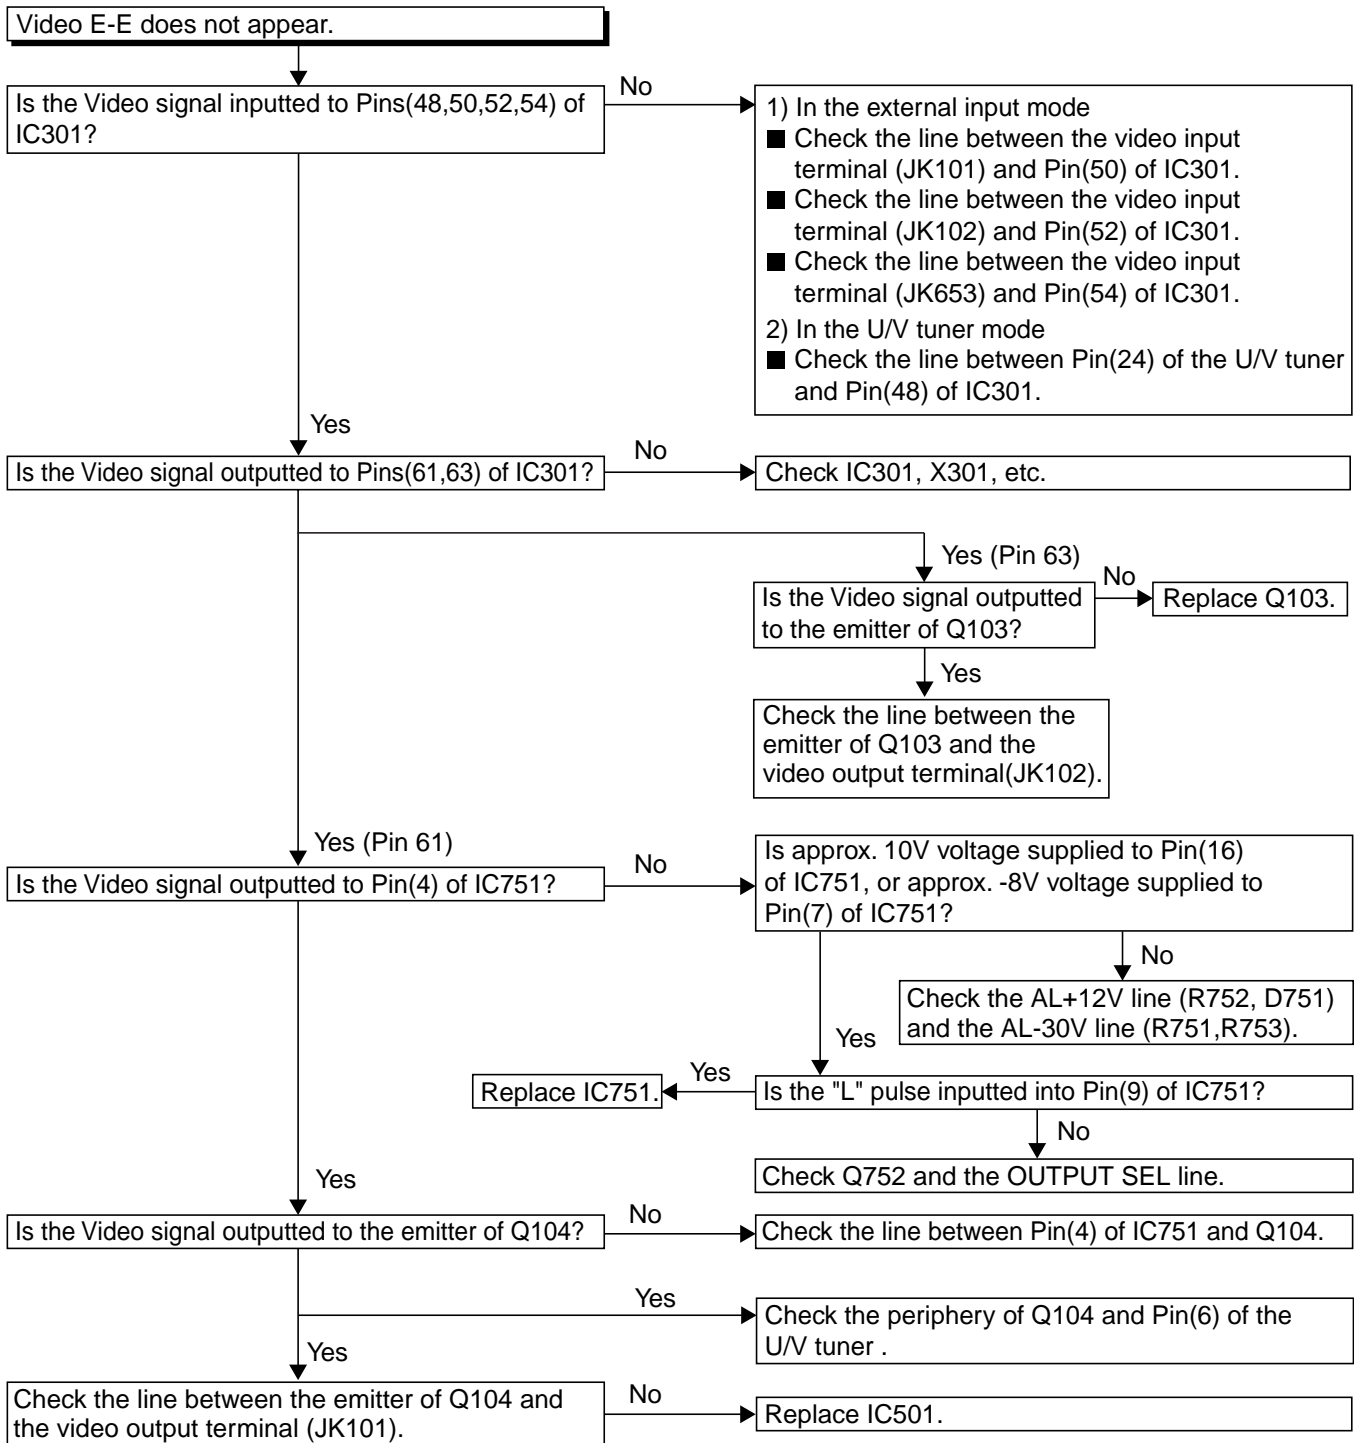 Video E-E does not appear.
Is the Video signal inputted to Pins(48,50,52,54) of
IC301?
No
1) In the external input mode
■ Check the line between the video input
terminal (JK101) and Pin(50) of IC301.
■ Check the line between the video input
terminal (JK102) and Pin(52) of IC301.
■ Check the line between the video input
terminal (JK653) and Pin(54) of IC301.
2) In the U/V tuner mode
■ Check the line between Pin(24) of the U/V tuner
and Pin(48) of IC301.
Yes
Is the Video signal outputted to Pins(61,63) of IC301?
No
Check IC301, X301, etc.
Yes (Pin 63)
Is the Video signal outputted
to the emitter of Q103?
No
Replace Q103.
Yes
Check the line between the
emitter of Q103 and the
video output terminal(JK102).
Yes (Pin 61)
Is the Video signal outputted to Pin(4) of IC751?
No
Is approx. 10V voltage supplied to Pin(16)
of IC751, or approx. -8V voltage supplied to
Pin(7) of IC751?
No
Check the AL+12V line (R752, D751)
and the AL-30V line (R751,R753).
Yes
Is the "L" pulse inputted into Pin(9) of IC751?
Yes
Replace IC751.
No
Check Q752 and the OUTPUT SEL line.
Yes
Is the Video signal outputted to the emitter of Q104?
No
Check the line between Pin(4) of IC751 and Q104.
Yes
Check the periphery of Q104 and Pin(6) of the
U/V tuner .
Yes
Check the line between the emitter of Q104 and
the video output terminal (JK101).
No
Replace IC501.